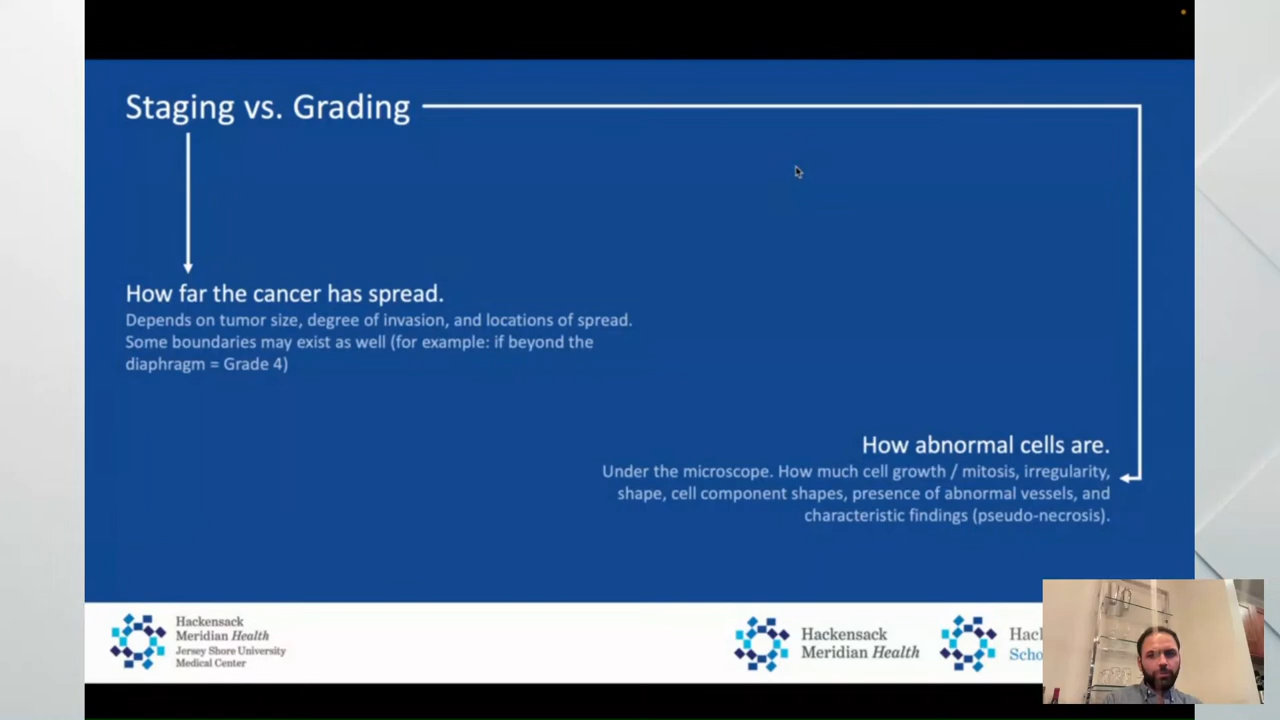 Staging vs. Grading
How far the cancer has spread.
Depends on tumor size, degree of invasion, and locations of spread.
Some boundaries may exist as well (for example: if beyond the
diaphragm = Grade 4)
How abnormal cells are.
Under the microscope. How much cell growth / mitosis, irregularity,
shape, cell component shapes, presence of abnormal vessels, and
characteristic findings (pseudo-necrosis).
Hackensack
Meridian Health
Jersey Shore University
Medical Center
Hackensack
Meridian Health